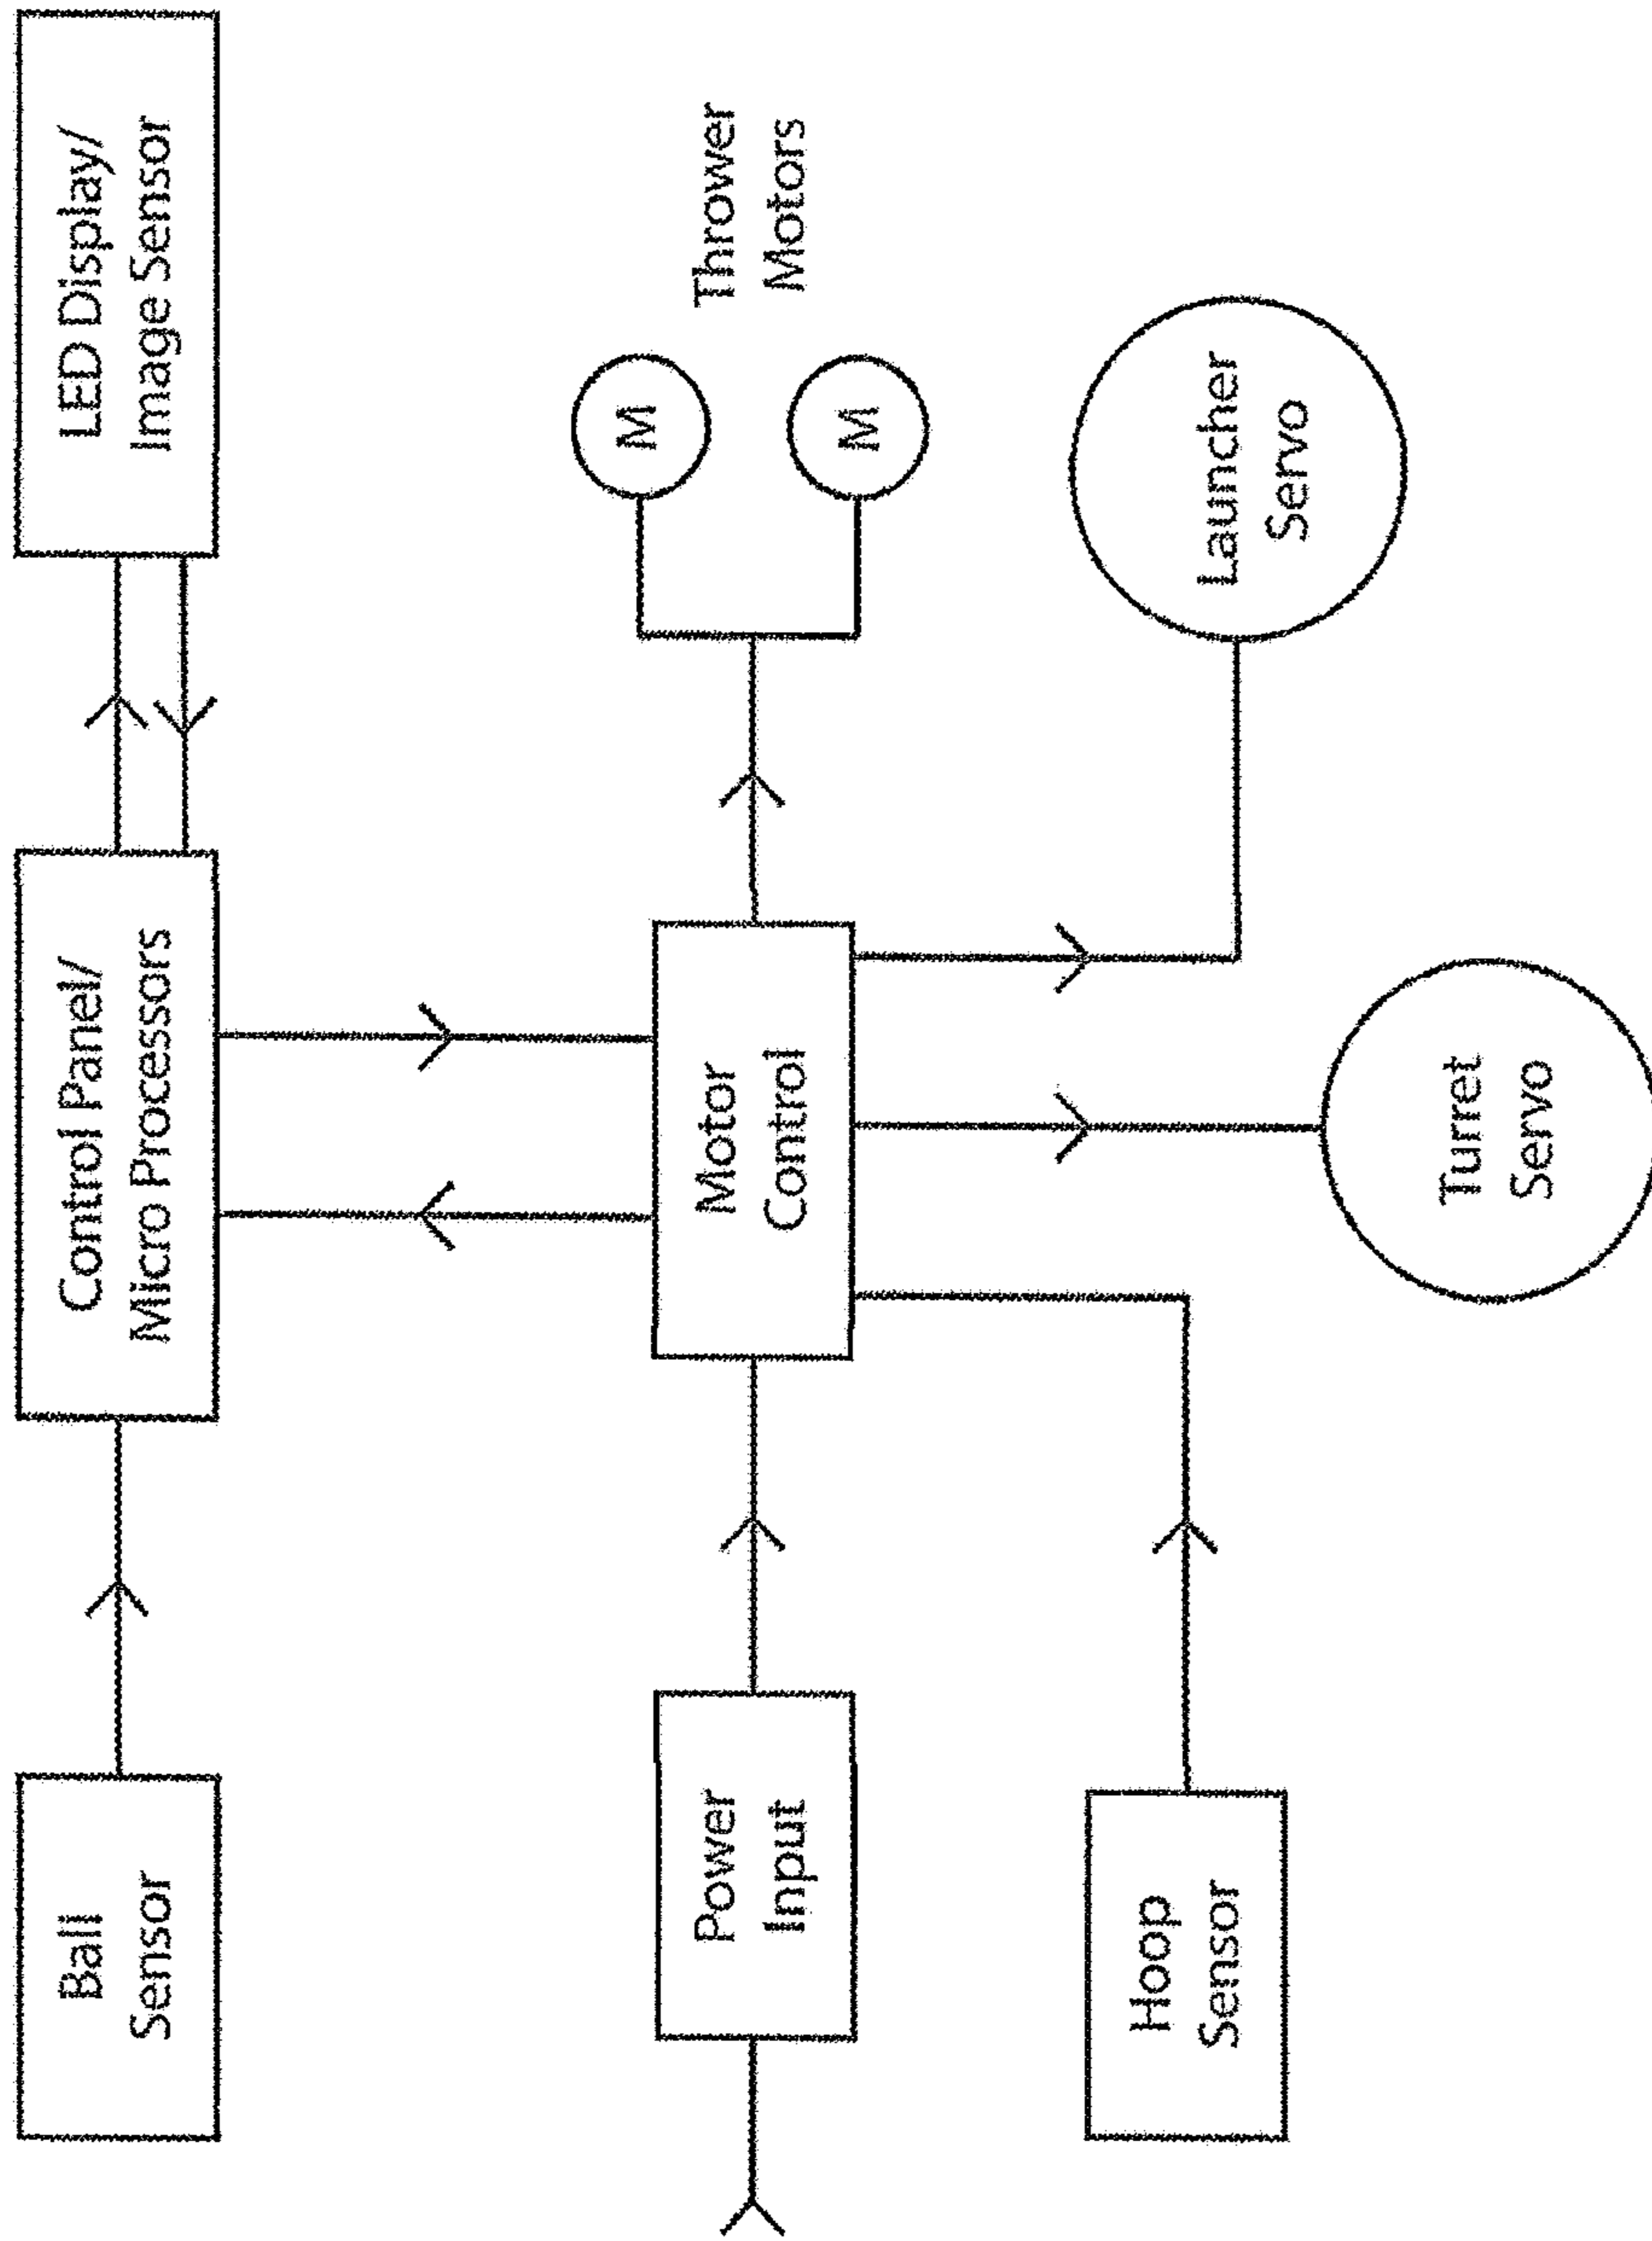 Ball
Sensor
Control Panel/
Micro Processors
LED Display/
Image Sensor
Power
Input
Motor
Control
M
M
Thrower
Motors
Hoop
Sensor
Launcher
Servo
Turret
Servo